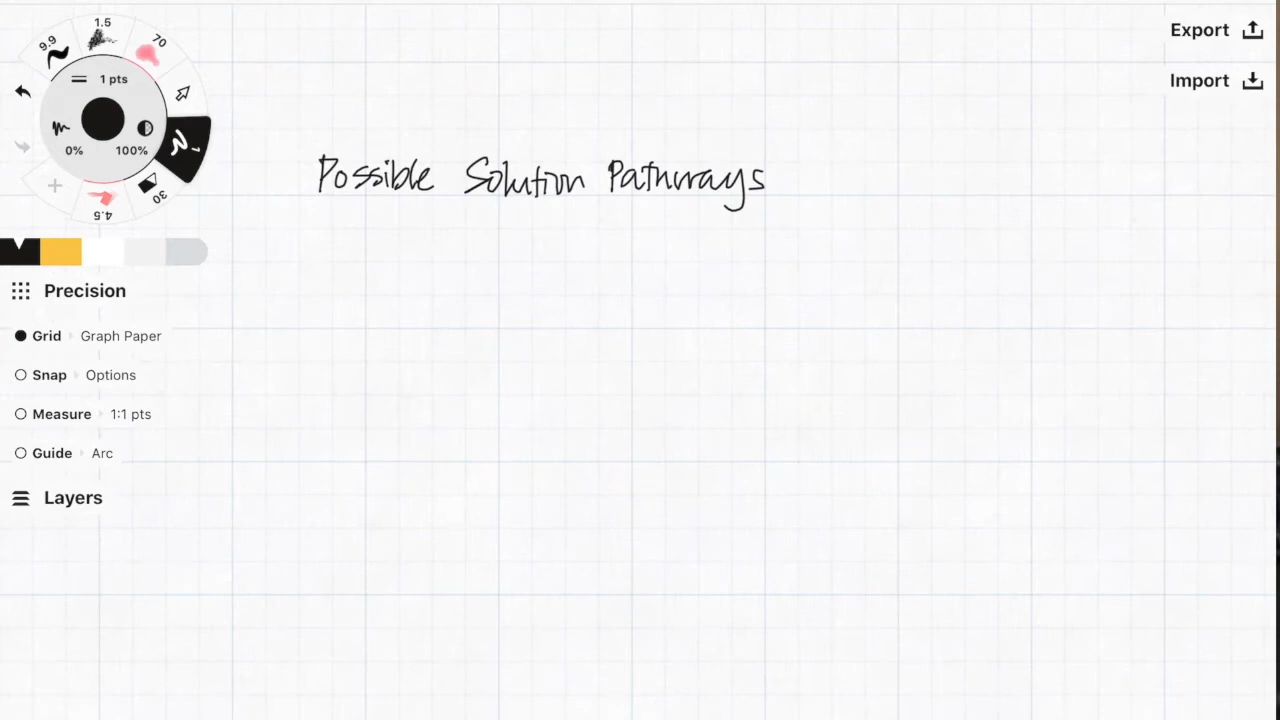 Export
Import
9.9
1.5
70
1 pts
0%
100%
1
30
4.5
Possible Solution Pathways
Precision
Grid Graph Paper
Snap Options
Measure 1:1 pts
Guide Arc
Layers